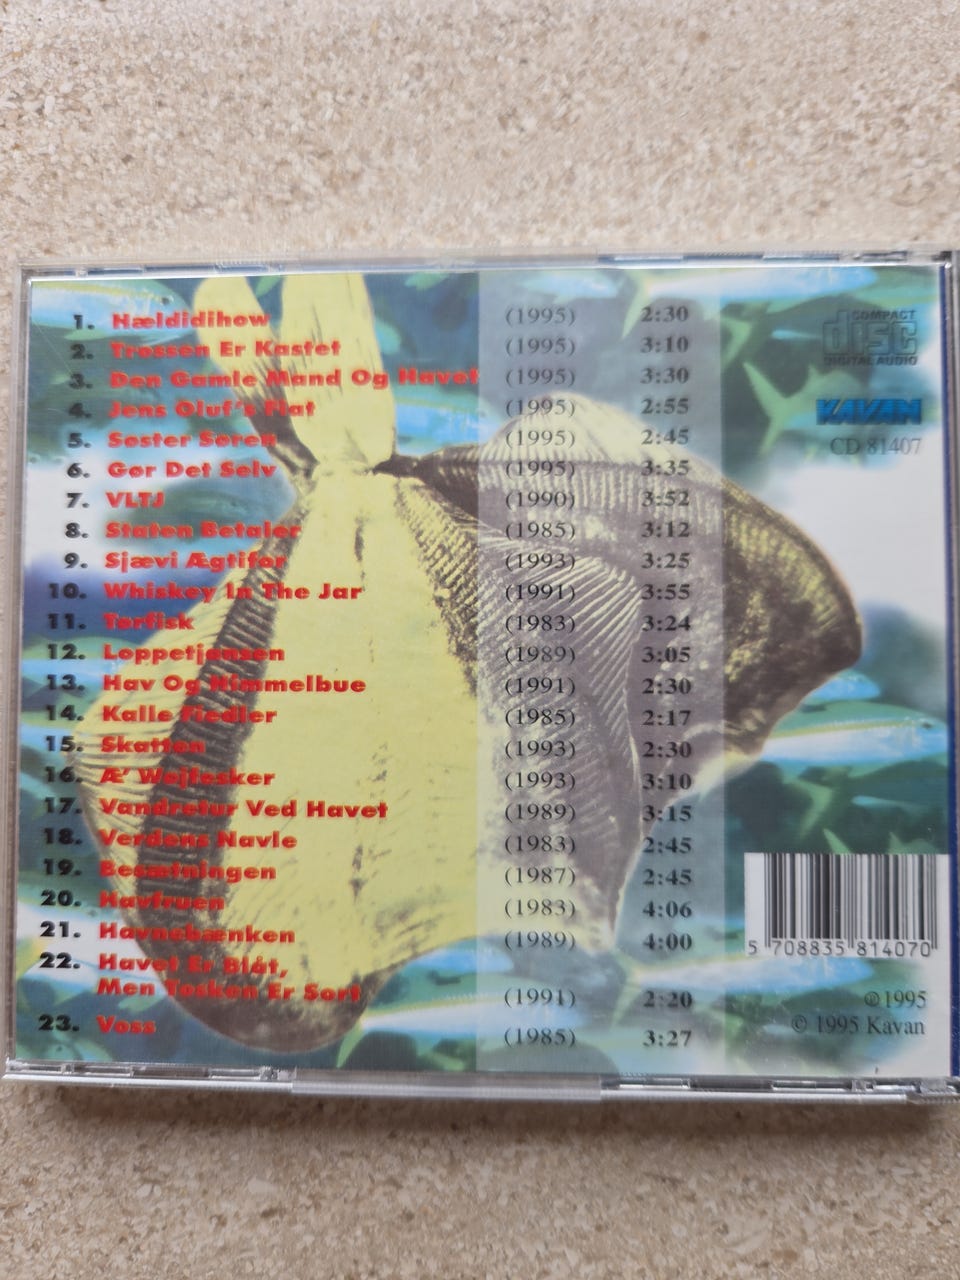 1. Hældidihow (1995) 2:30
2. Trossen Er Kastet (1995) 3:10
3. Den Gamle Mand Og Havet (1995) 3:30
4. Jens Oluf's Flat (1995) 2:55
5. Søster Søren (1995) 2:45
6. Gør Det Selv (1995) 3:35
7. VLTJ (1990) 3:52
8. Staten Betaler (1985) 3:12
9. Sjævi Ægtifar (1993) 3:25
10. Whiskey In The Jar (1991) 3:55
11. Tørfisk (1983) 3:24
12. Loppetjansen (1989) 3:05
13. Hav Og Himmelbue (1991) 2:30
14. Kalle Fiedler (1985) 2:17
15. Skatten (1993) 2:30
16. Æ' Wejlesker (1993) 3:10
17. Vandretur Ved Havet (1989) 3:15
18. Verdens Navle (1983) 2:45
19. Besætningen (1987) 2:45
20. Havfruen (1983) 4:06
21. Havnebænken (1989) 4:00
22. Havet Er Blåt,
Men Tosken Er Sort (1991) 2:20
23. Voss (1985) 3:27
COMPACT
disc
DIGITAL AUDIO
KAVAN
CD 81407
5 708835 814070
℗ 1995
© 1995 Kavan